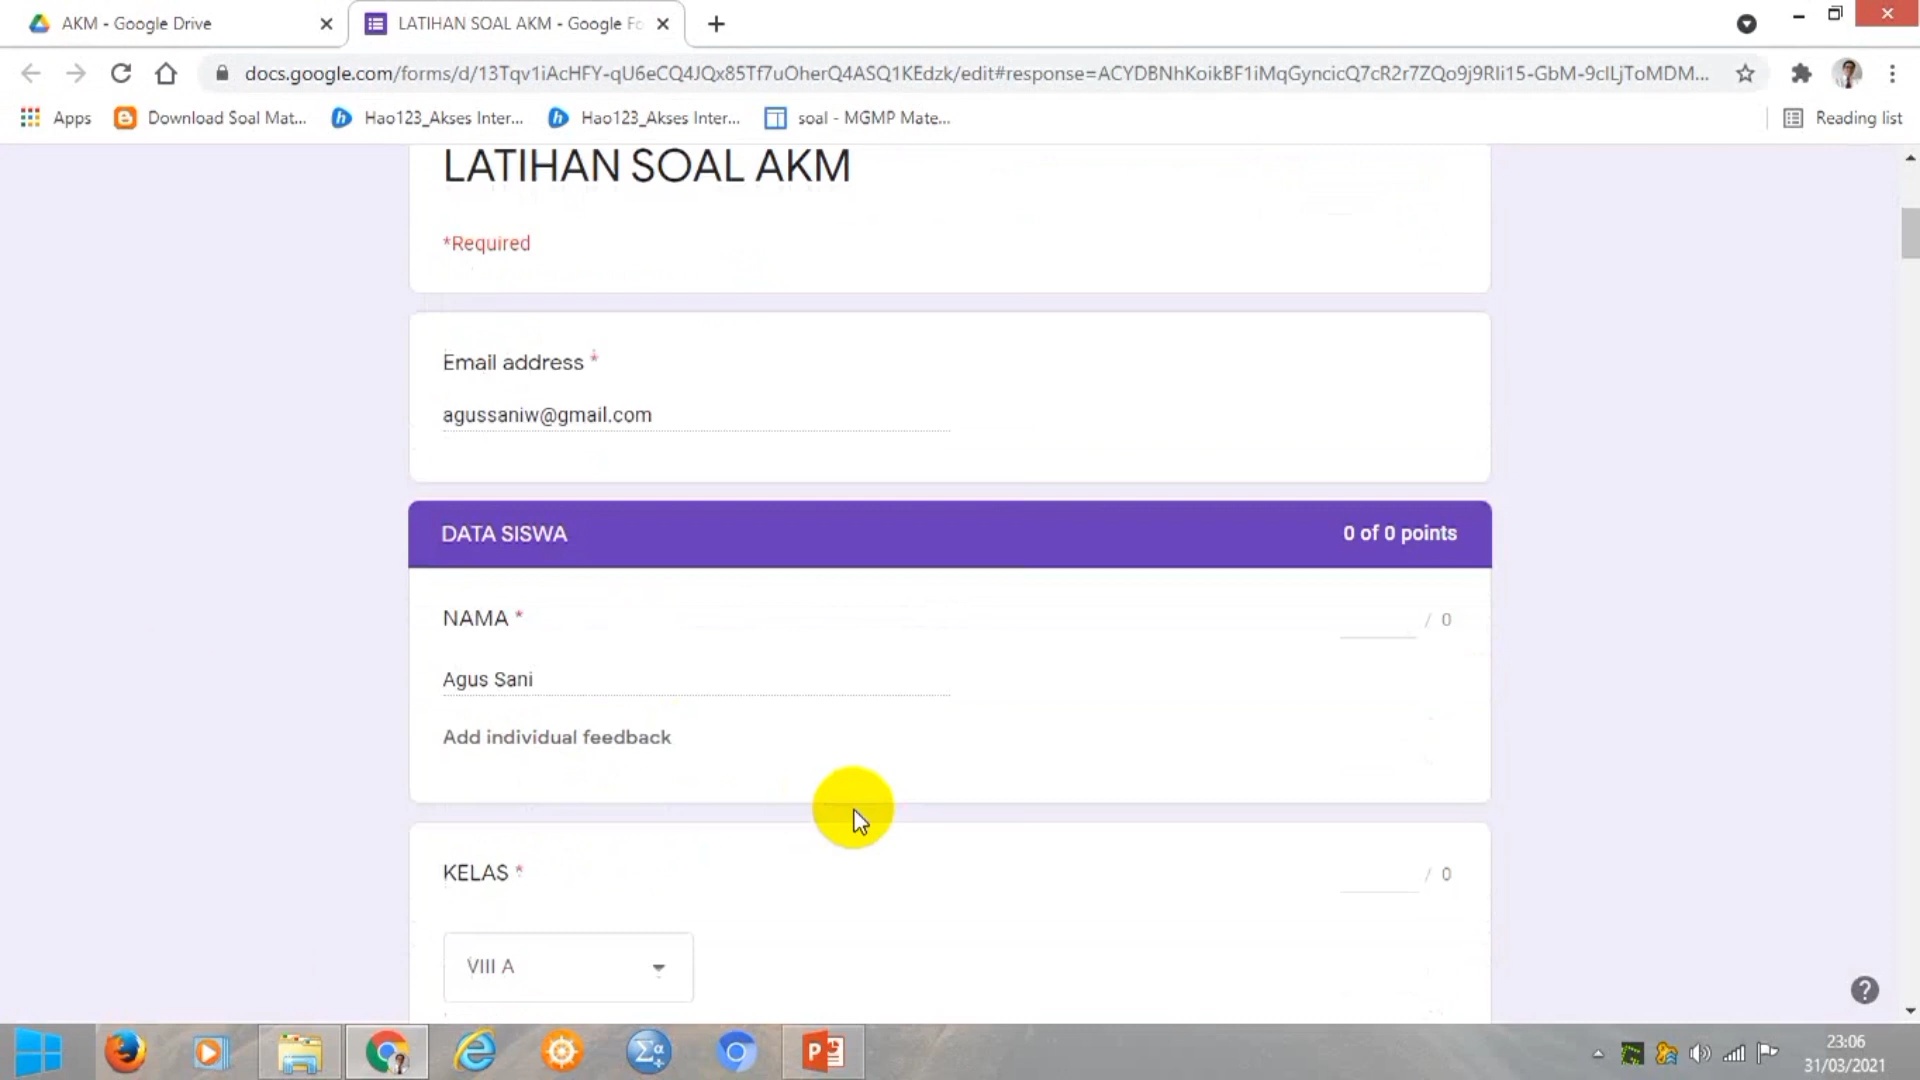 AKM - Google Drive
LATIHAN SOAL AKM - Google Fo
docs.google.com/forms/d/13Tqv1iAcHFY-qU6eCQ4JQx85Tf7uOherQ4ASQ1KEdzk/edit#response=ACYDBNhKoikBF1iMqGyncicQ7cR2r7ZQo9j9Rli15-GbM-9cILjToMDM...
Apps
Download Soal Mat...
Hao123_Akses Inter...
Hao123_Akses Inter...
soal - MGMP Mate...
Reading list
LATIHAN SOAL AKM
*Required
Email address *
agussaniw@gmail.com
DATA SISWA
0 of 0 points
NAMA *
/ 0
Agus Sani
Add individual feedback
KELAS *
/ 0
VIII A
23:06
31/03/2021